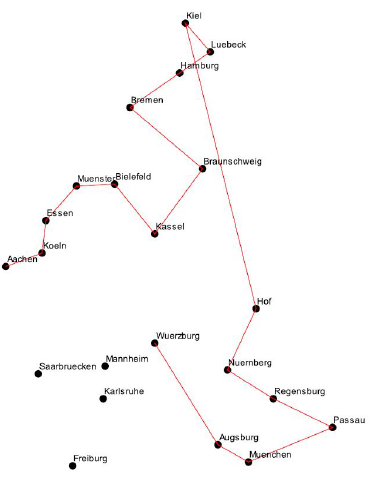 Kiel
Luebeck
Hamburg
Bremen
Braunschweig
Muenster
Bielefeld
Essen
Kassel
Koeln
Aachen
Hof
Wuerzburg
Mannheim
Saarbruecken
Nuernberg
Karlsruhe
Regensburg
Passau
Augsburg
Muenchen
Freiburg